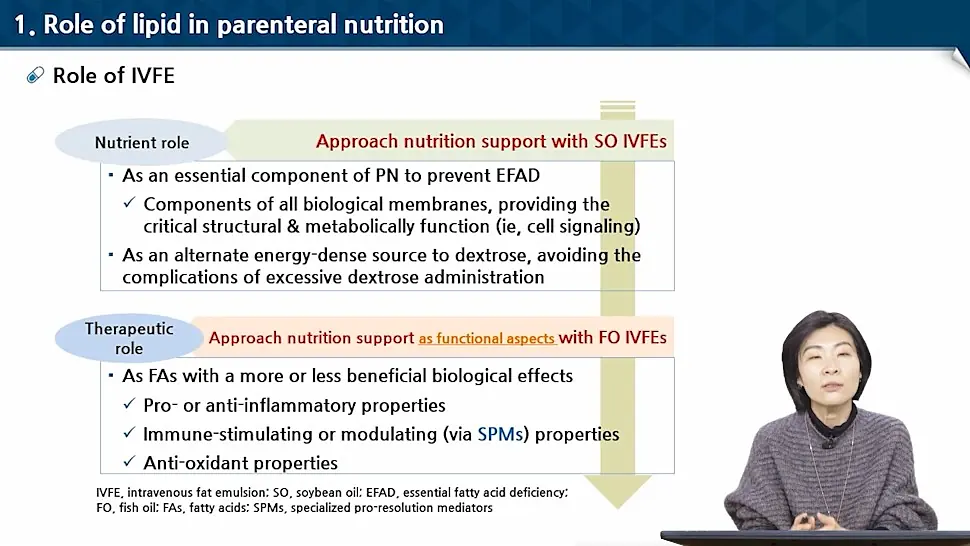 1. Role of lipid in parenteral nutrition
Role of IVFE
Nutrient role
Approach nutrition support with SO IVFEs
▪ As an essential component of PN to prevent EFAD
✓ Components of all biological membranes, providing the
critical structural & metabolically function (ie, cell signaling)
▪ As an alternate energy-dense source to dextrose, avoiding the
complications of excessive dextrose administration
Therapeutic
role
Approach nutrition support as functional aspects with FO IVFEs
▪ As FAs with a more or less beneficial biological effects
✓ Pro- or anti-inflammatory properties
✓ Immune-stimulating or modulating (via SPMs) properties
✓ Anti-oxidant properties
IVFE, intravenous fat emulsion; SO, soybean oil; EFAD, essential fatty acid deficiency;
FO, fish oil; FAs, fatty acids; SPMs, specialized pro-resolution mediators